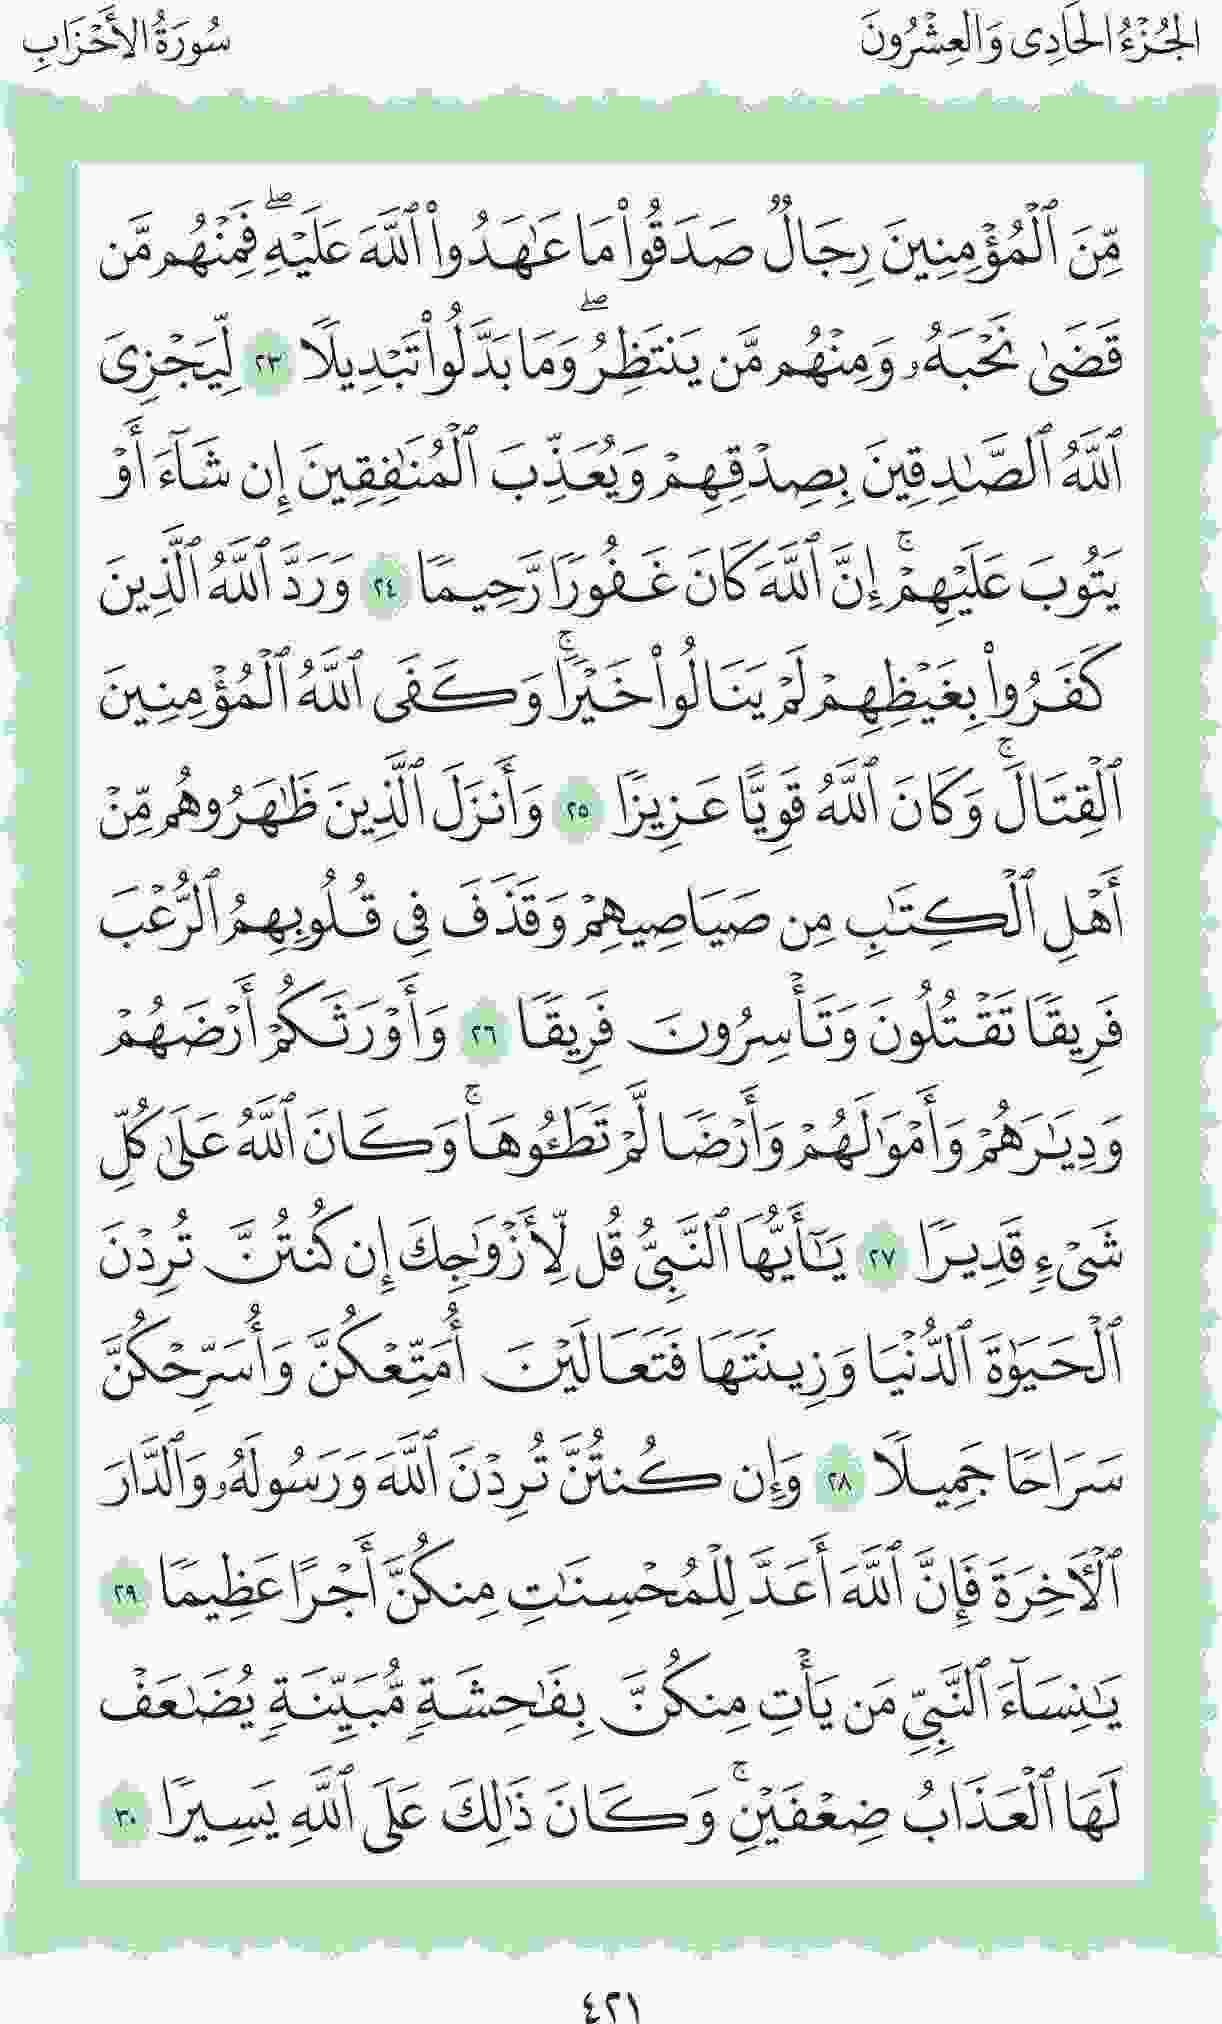 الجُزْءُ الحَادِى وَالعِشْرُونَ
سُورَةُ الأَحْزَابِ
مِّنَ ٱلْمُؤْمِنِينَ رِجَالٌ صَدَقُوا۟ مَا عَـٰهَدُوا۟ ٱللَّهَ عَلَيْهِ ۖ فَمِنْهُم مَّن
قَضَىٰ نَحْبَهُۥ وَمِنْهُم مَّن يَنتَظِرُ ۖ وَمَا بَدَّلُوا۟ تَبْدِيلًا ٢٣ لِّيَجْزِىَ
ٱللَّهُ ٱلصَّـٰدِقِينَ بِصِدْقِهِمْ وَيُعَذِّبَ ٱلْمُنَـٰفِقِينَ إِن شَآءَ أَوْ
يَتُوبَ عَلَيْهِمْ ۚ إِنَّ ٱللَّهَ كَانَ غَفُورًا رَّحِيمًا ٢٤ وَرَدَّ ٱللَّهُ ٱلَّذِينَ
كَفَرُوا۟ بِغَيْظِهِمْ لَمْ يَنَالُوا۟ خَيْرًا ۚ وَكَفَى ٱللَّهُ ٱلْمُؤْمِنِينَ
ٱلْقِتَالَ ۚ وَكَانَ ٱللَّهُ قَوِيًّا عَزِيزًا ٢٥ وَأَنزَلَ ٱلَّذِينَ ظَـٰهَرُوهُم مِّنْ
أَهْلِ ٱلْكِتَـٰبِ مِن صَيَاصِيهِمْ وَقَذَفَ فِى قُلُوبِهِمُ ٱلرُّعْبَ
فَرِيقًا تَقْتُلُونَ وَتَأْسِرُونَ فَرِيقًا ٢٦ وَأَوْرَثَكُمْ أَرْضَهُمْ
وَدِيَـٰرَهُمْ وَأَمْوَٰلَهُمْ وَأَرْضًا لَّمْ تَطَـُٔوهَا ۚ وَكَانَ ٱللَّهُ عَلَىٰ كُلِّ
شَىْءٍ قَدِيرًا ٢٧ يَـٰٓأَيُّهَا ٱلنَّبِىُّ قُل لِّأَزْوَٰجِكَ إِن كُنتُنَّ تُرِدْنَ
ٱلْحَيَوٰةَ ٱلدُّنْيَا وَزِينَتَهَا فَتَعَالَيْنَ أُمَتِّعْكُنَّ وَأُسَرِّحْكُنَّ
سَرَاحًا جَمِيلًا ٢٨ وَإِن كُنتُنَّ تُرِدْنَ ٱللَّهَ وَرَسُولَهُۥ وَٱلدَّارَ
ٱلْـَٔاخِرَةَ فَإِنَّ ٱللَّهَ أَعَدَّ لِلْمُحْسِنَـٰتِ مِنكُنَّ أَجْرًا عَظِيمًا ٢٩
يَـٰنِسَآءَ ٱلنَّبِىِّ مَن يَأْتِ مِنكُنَّ بِفَـٰحِشَةٍ مُّبَيِّنَةٍ يُضَـٰعَفْ
لَهَا ٱلْعَذَابُ ضِعْفَيْنِ ۚ وَكَانَ ذَٰلِكَ عَلَى ٱللَّهِ يَسِيرًا ٣٠
٤٢١